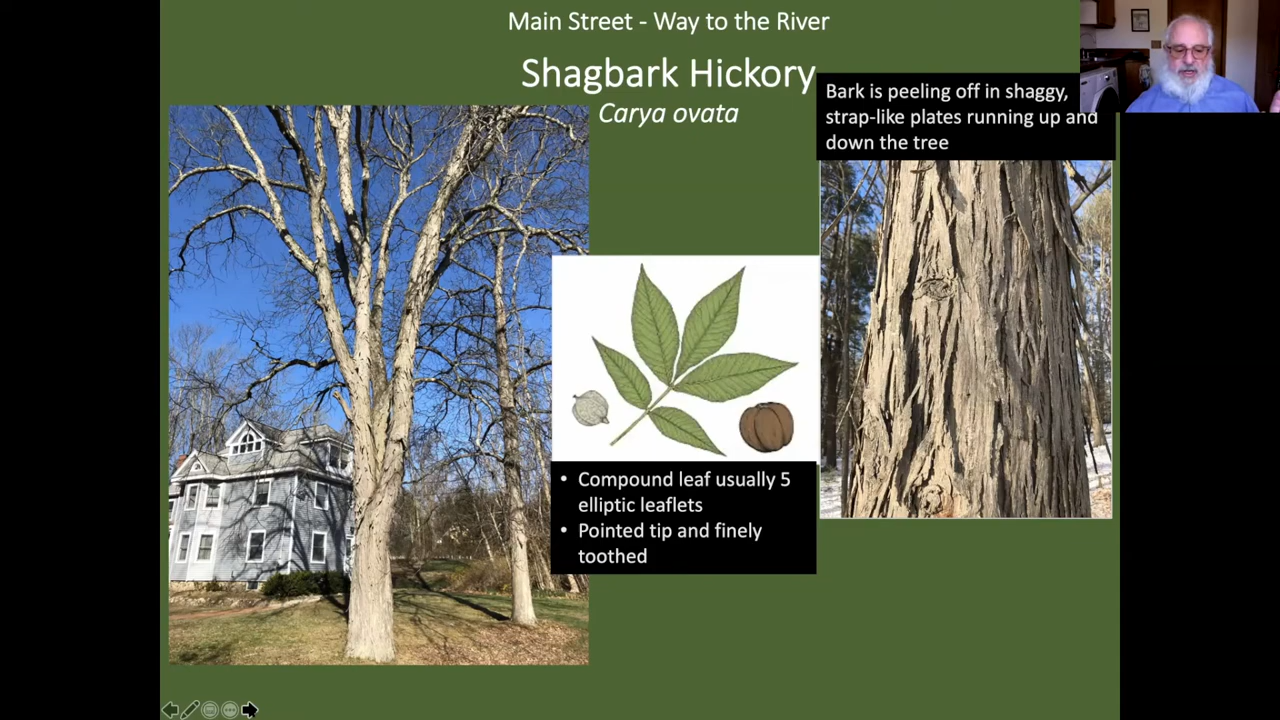 Main Street - Way to the River
Shagbark Hickory
Carya ovata
Bark is peeling off in shaggy,
strap-like plates running up and
down the tree
• Compound leaf usually 5
elliptic leaflets
• Pointed tip and finely
toothed